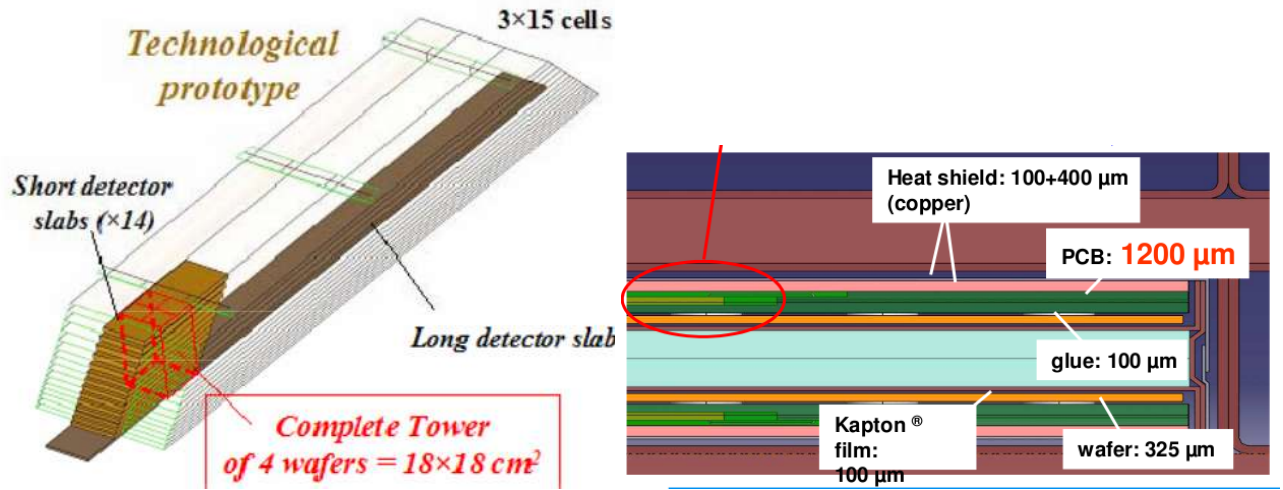 3×15 cells
Technological
prototype
Short detector
slabs (×14)
Long detector slab
Complete Tower
of 4 wafers = 18×18 cm²
Heat shield: 100+400 µm
(copper)
PCB: 1200 µm
glue: 100 µm
Kapton ®
film:
100 µm
wafer: 325 µm